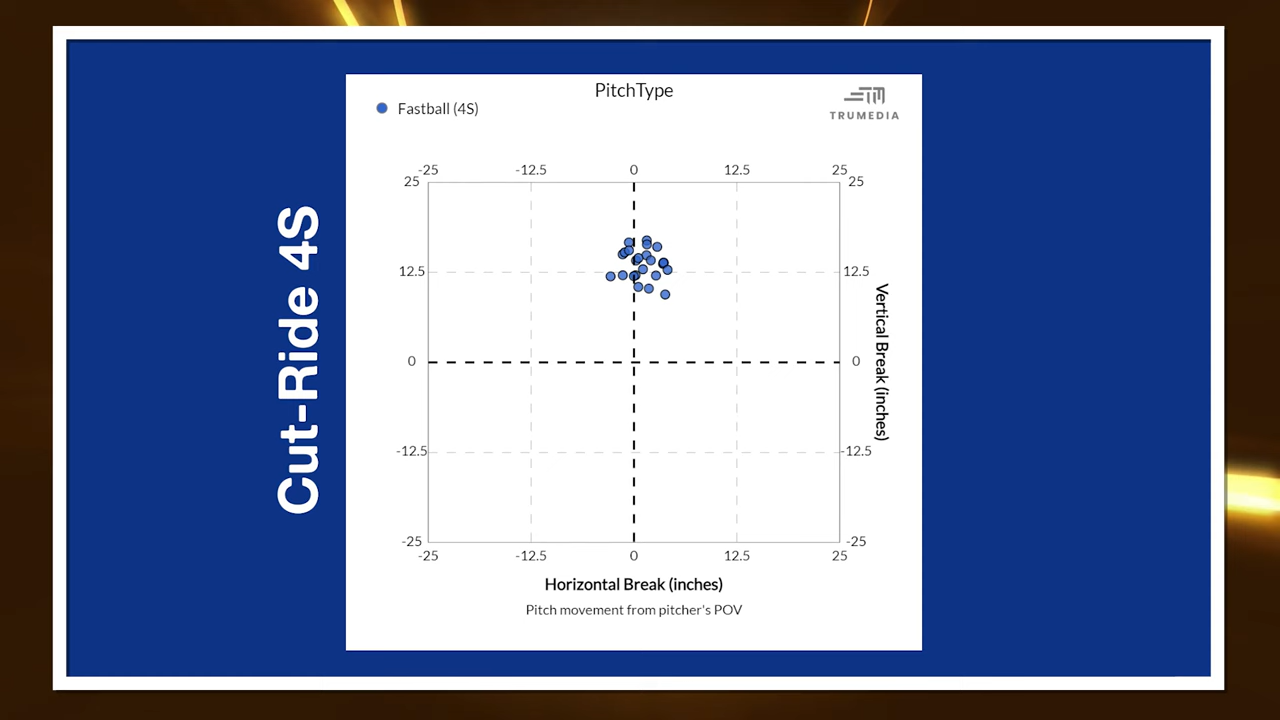 Cut-Ride 4S
PitchType
Fastball (4S)
TRUMEDIA
-25 -12.5 0 12.5 25
25 25
12.5 12.5
0 0
-12.5 -12.5
-25 -25
-25 -12.5 0 12.5 25
Vertical Break (inches)
Horizontal Break (inches)
Pitch movement from pitcher's POV